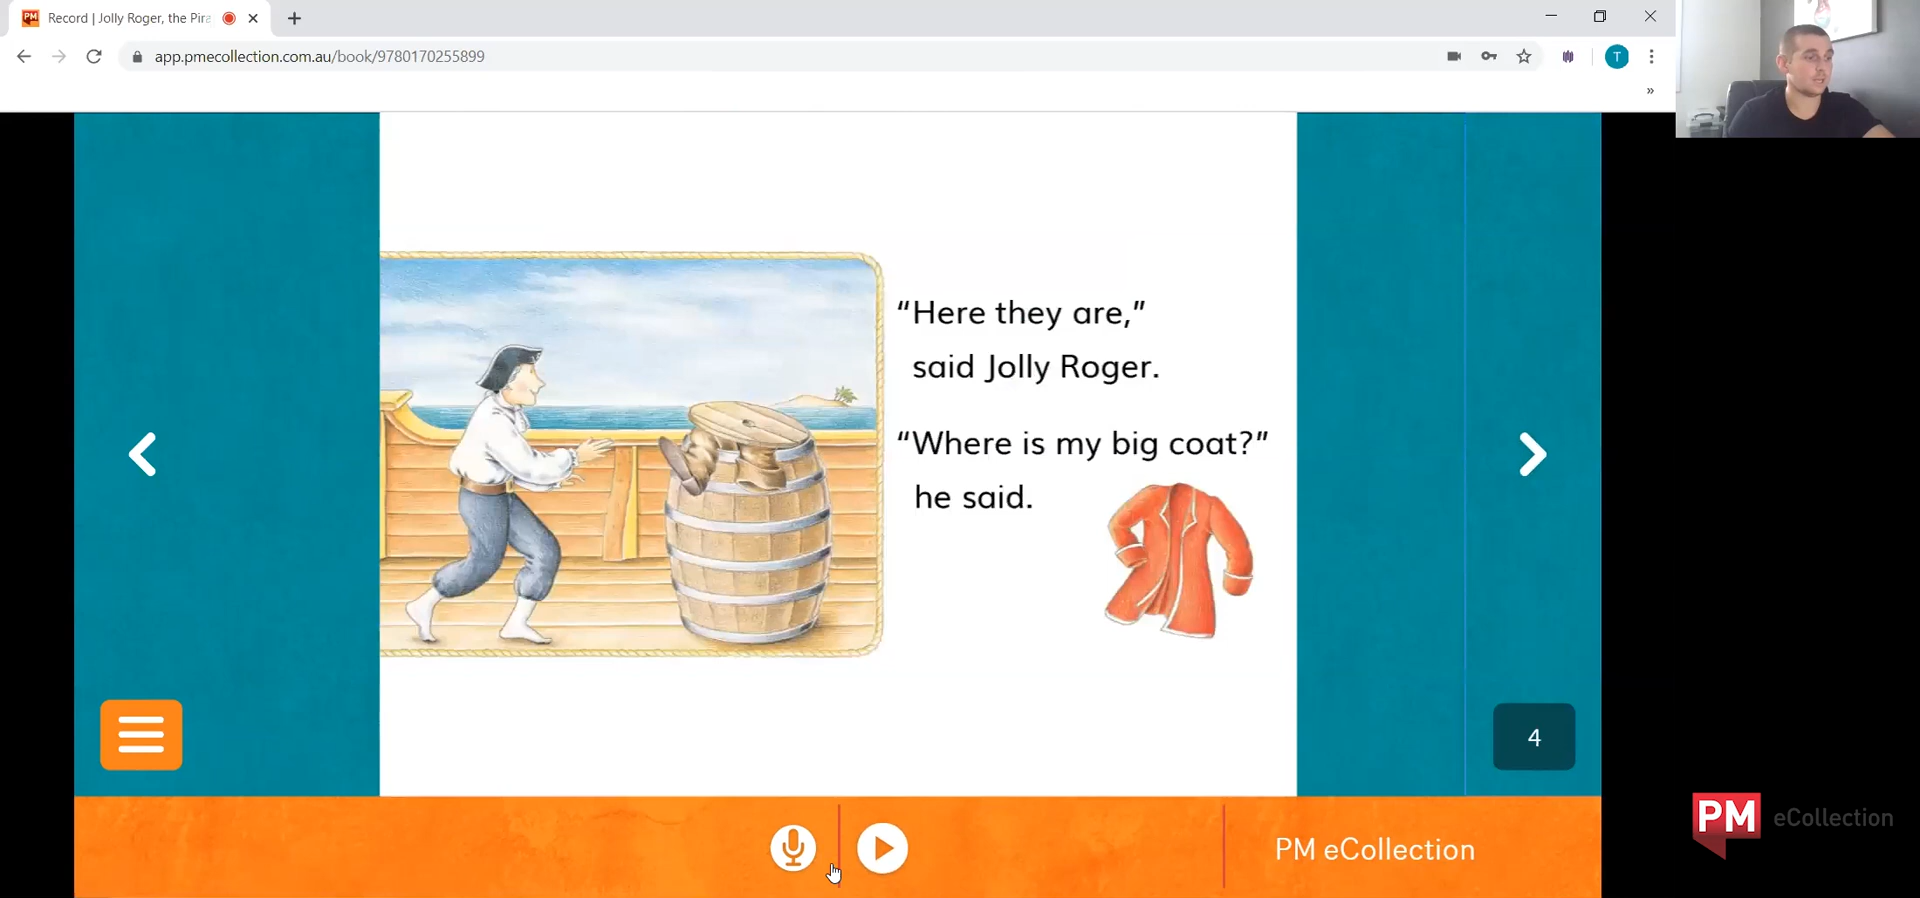 PM
Record | Jolly Roger, the Pira
app.pmecollection.com.au/book/9780170255899
T
»
“Here they are,”
said Jolly Roger.
“Where is my big coat?”
he said.
4
PM eCollection
PM eCollection